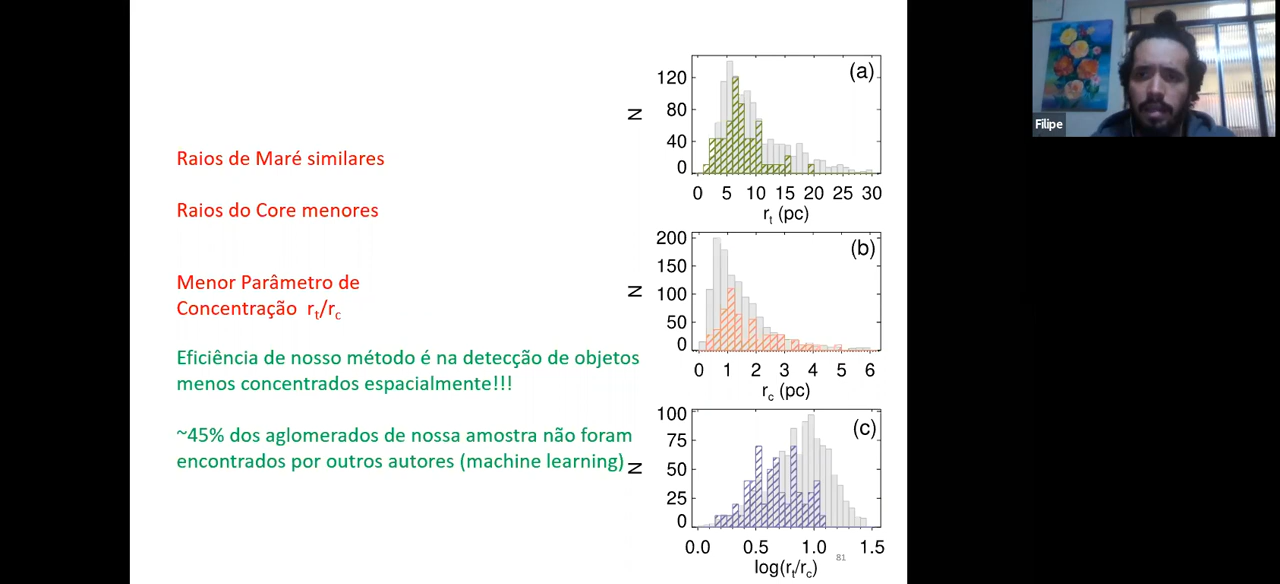 Raios de Maré similares
Raios do Core menores
Menor Parâmetro de
Concentração rt/rc
Eficiência de nosso método é na detecção de objetos
menos concentrados espacialmente!!!
~45% dos aglomerados de nossa amostra não foram
encontrados por outros autores (machine learning)
(a)
N
120
80
40
0
0 5 10 15 20 25 30
rt (pc)
(b)
N
200
150
100
50
0
0 1 2 3 4 5 6
rc (pc)
(c)
N
100
75
50
25
0
0.0 0.5 1.0 1.5
log(rt/rc)
81
Filipe